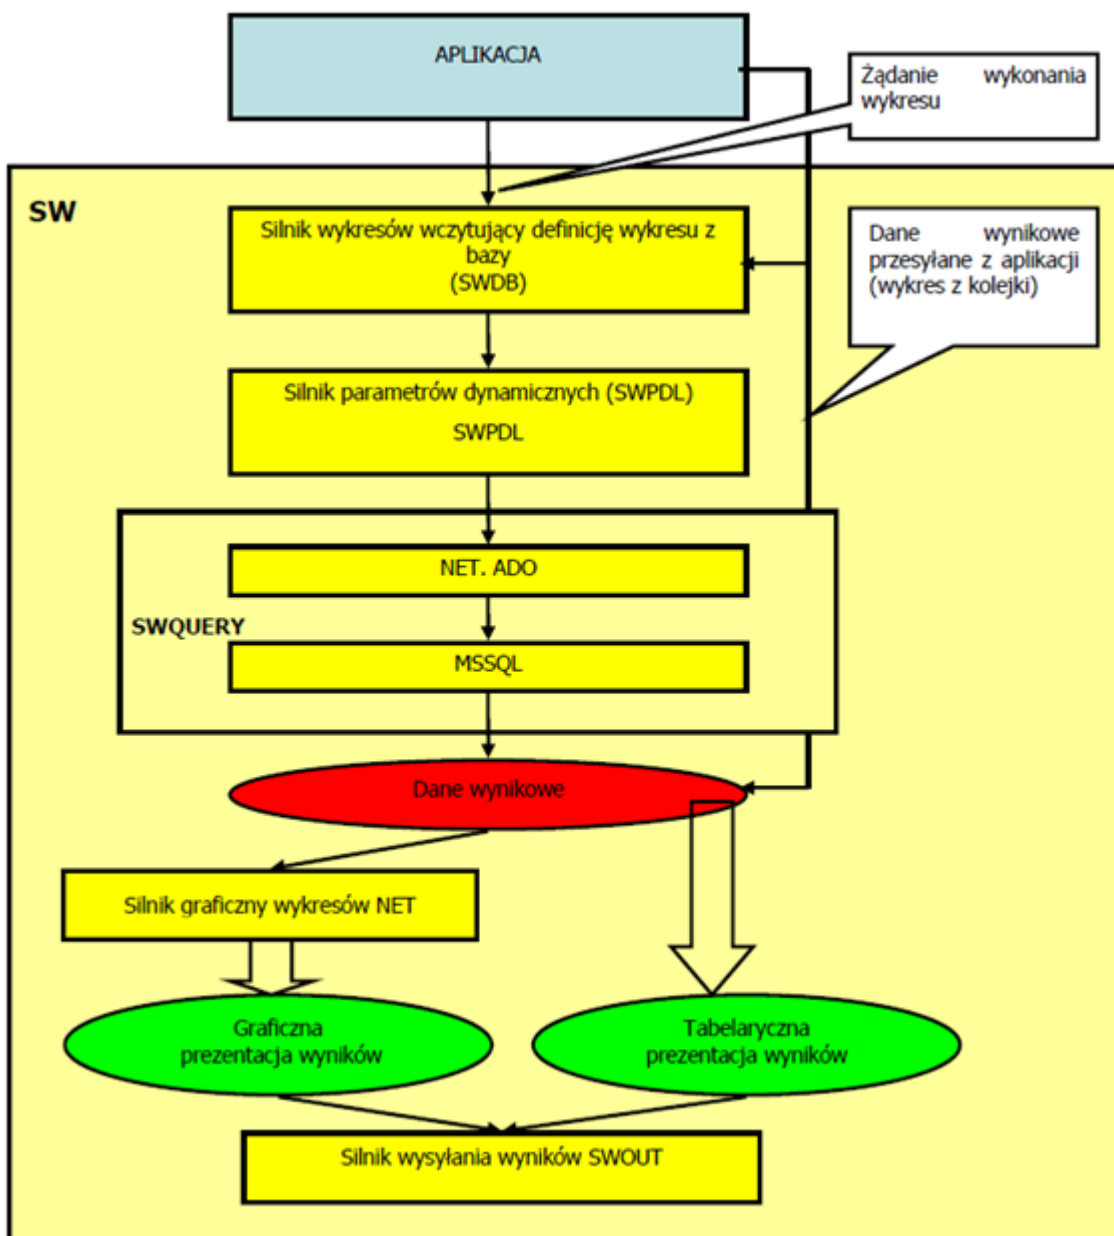 APLIKACJA
Żądanie wykonania
wykresu
SW
Silnik wykresów wczytujący definicję wykresu z
bazy
(SWDB)
Dane wynikowe
przesyłane z aplikacji
(wykres z kolejki)
Silnik parametrów dynamicznych (SWPDL)
SWPDL
NET. ADO
SWQUERY
MSSQL
Dane wynikowe
Silnik graficzny wykresów NET
Graficzna
prezentacja wyników
Tabelaryczna
prezentacja wyników
Silnik wysyłania wyników SWOUT